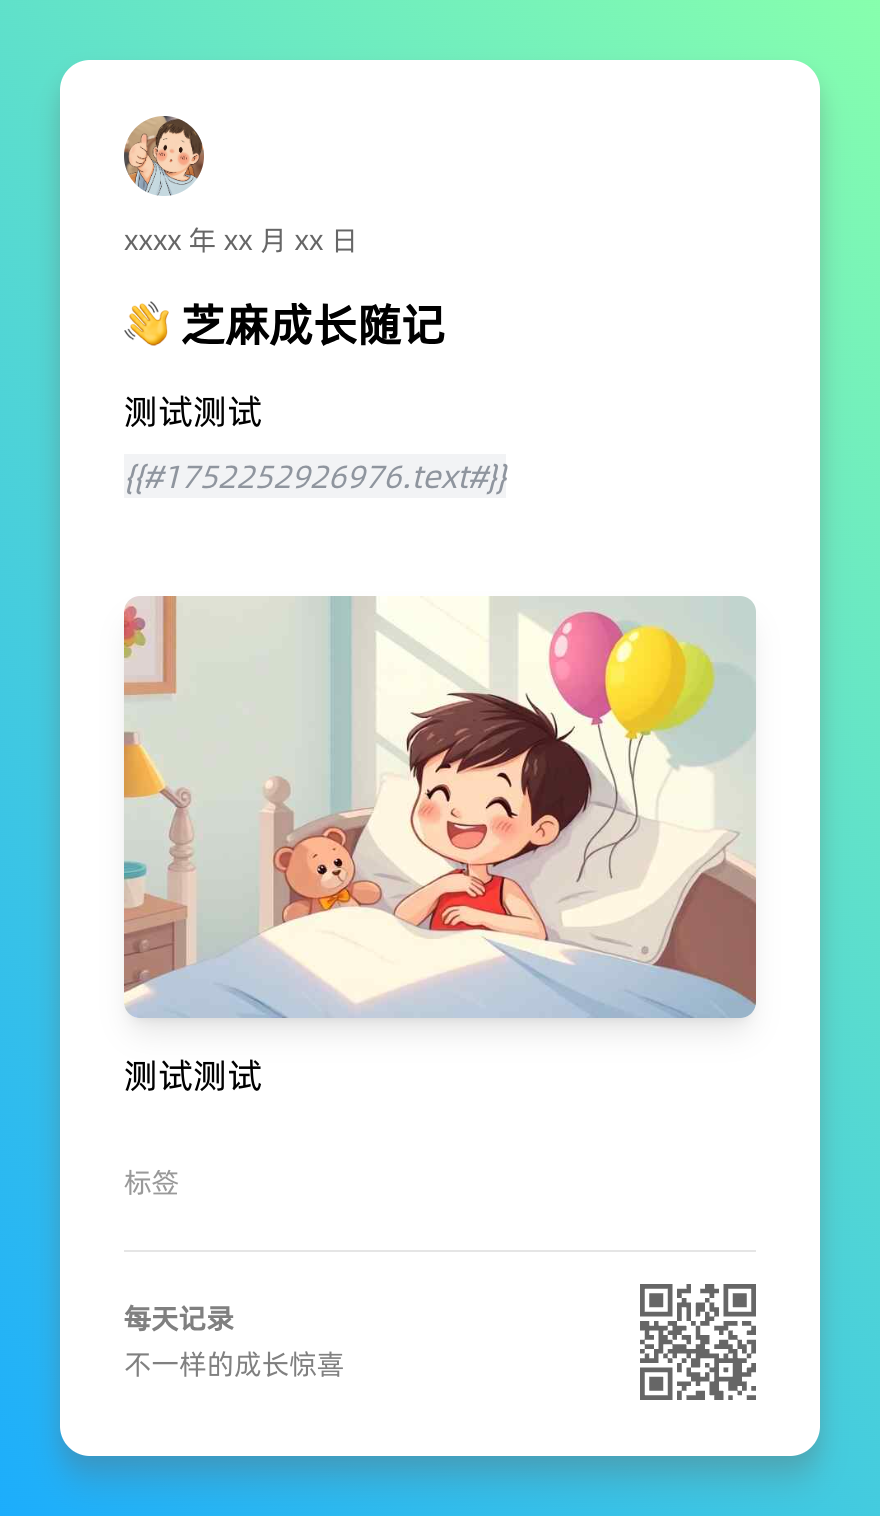 xxxx 年 xx 月 xx 日
👋 芝麻成长随记
测试测试
{{#1752252926976.text#}}
测试测试
标签
每天记录
不一样的成长惊喜